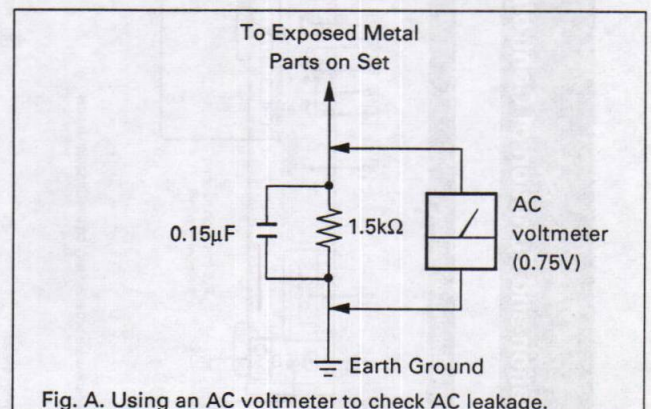 To Exposed Metal
Parts on Set
0.15μF
1.5kΩ
AC
voltmeter
(0.75V)
Earth Ground
Fig. A. Using an AC voltmeter to check AC leakage.